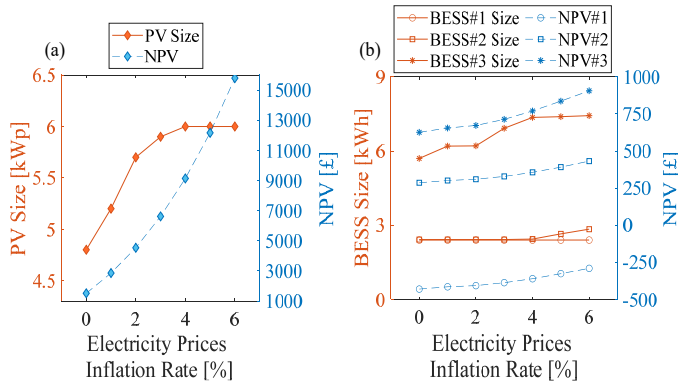 (a)
PV Size
NPV
6.5
6
5.5
5
4.5
PV Size [kWp]
15000
13000
11000
9000
7000
5000
3000
1000
NPV [£]
0 2 4 6
Electricity Prices
Inflation Rate [%]
(b)
BESS#1 Size NPV#1
BESS#2 Size NPV#2
BESS#3 Size NPV#3
9
6
3
0
BESS Size [kWh]
1000
750
500
250
0
-250
-500
NPV [£]
0 2 4 6
Electricity Prices
Inflation Rate [%]